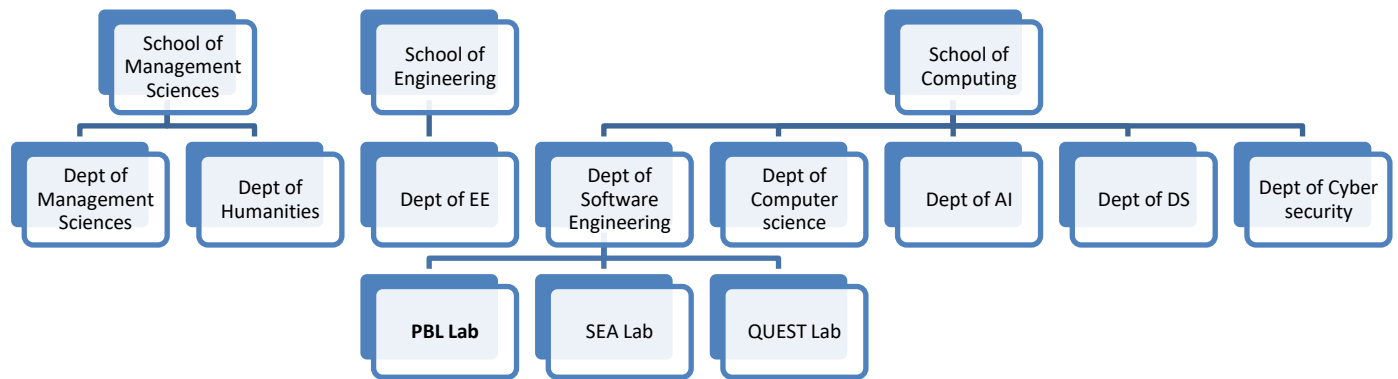 School of
Management
Sciences
School of
Engineering
School of
Computing
Dept of
Management
Sciences
Dept of
Humanities
Dept of EE
Dept of
Software
Engineering
Dept of
Computer
science
Dept of AI
Dept of DS
Dept of Cyber
security
PBL Lab
SEA Lab
QUEST Lab